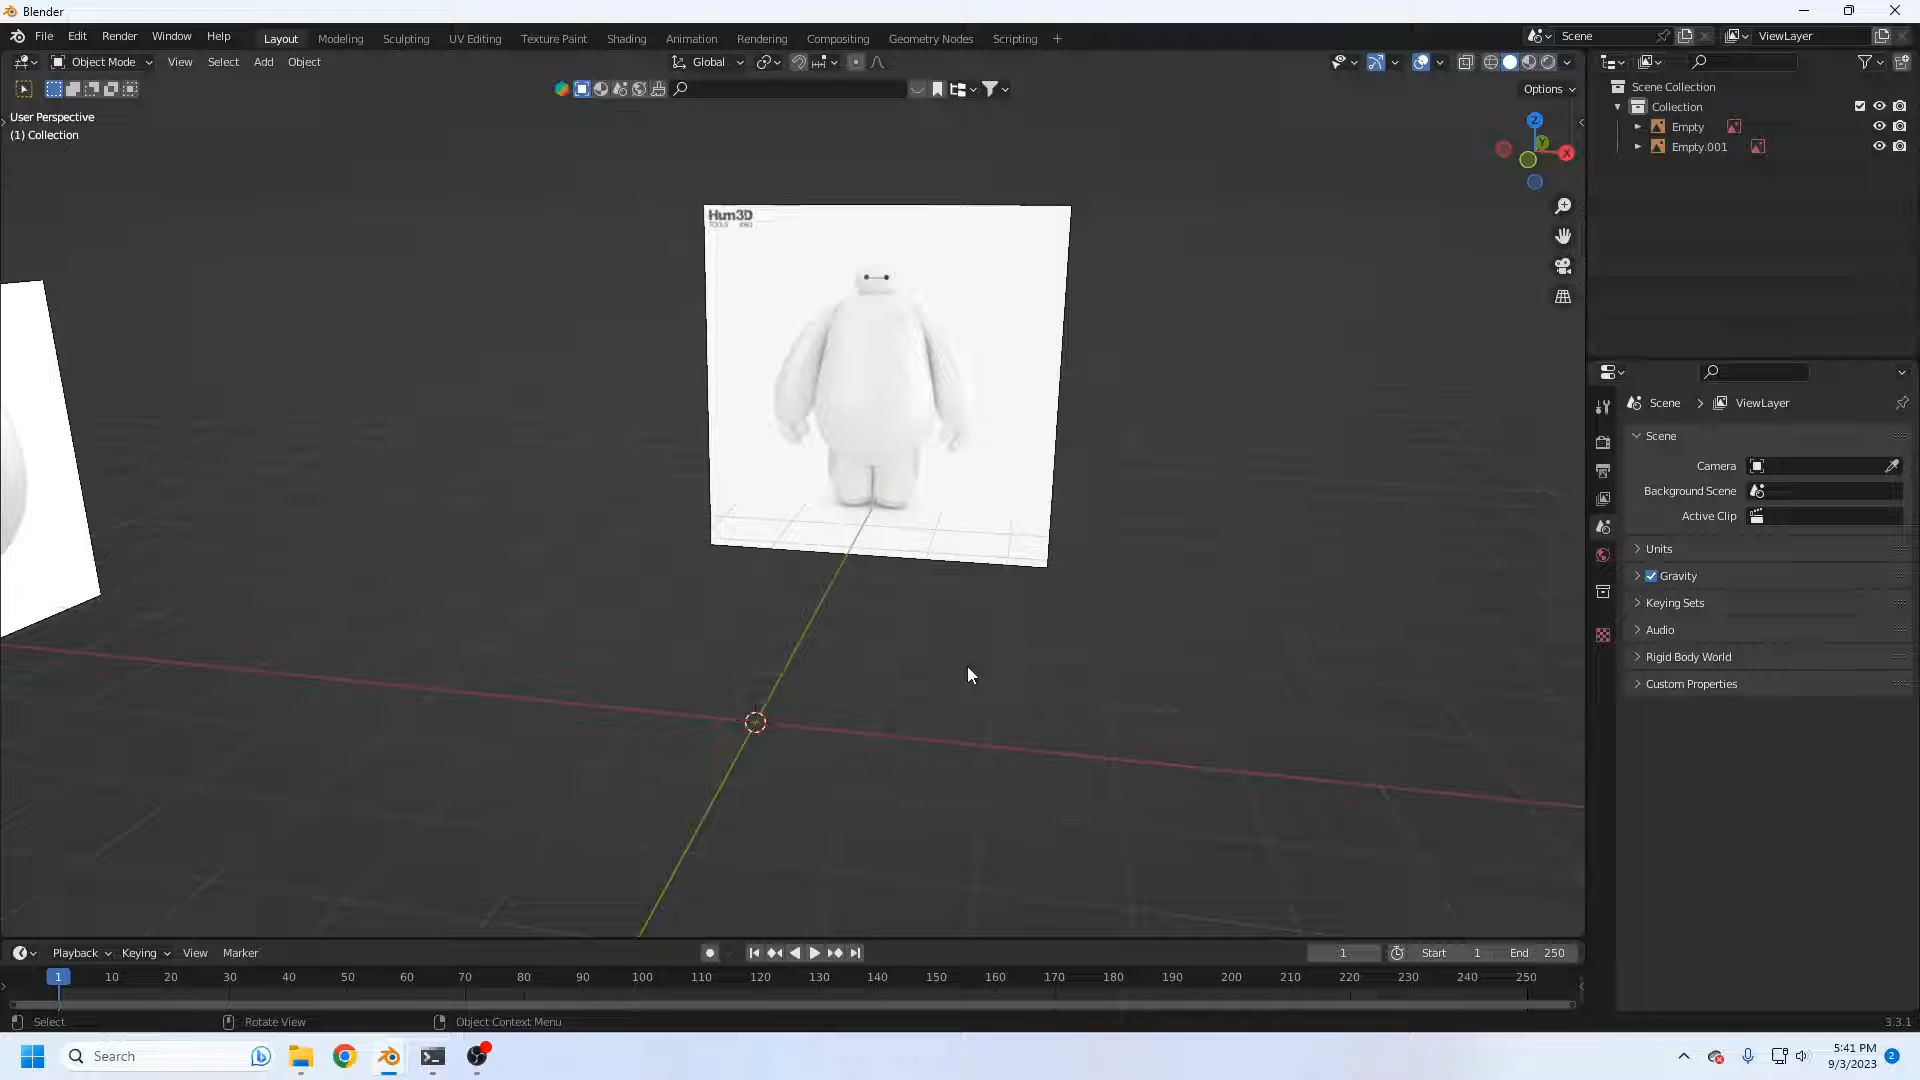 Blender
File Edit Render Window Help
Layout Modeling Sculpting UV Editing Texture Paint Shading Animation Rendering Compositing Geometry Nodes Scripting +
Scene
ViewLayer
Object Mode View Select Add Object
Global
Options
User Perspective
(1) Collection
Z
Y
X
Hum3D
Scene Collection
Collection
Empty
Empty.001
Scene > ViewLayer
Scene
Camera
Background Scene
Active Clip
Units
Gravity
Keying Sets
Audio
Rigid Body World
Custom Properties
Playback Keying View Marker
1 Start 1 End 250
1 10 20 30 40 50 60 70 80 90 100 110 120 130 140 150 160 170 180 190 200 210 220 230 240 250
Select Rotate View Object Context Menu
3.3.1
Search
5:41 PM
9/3/2023
2